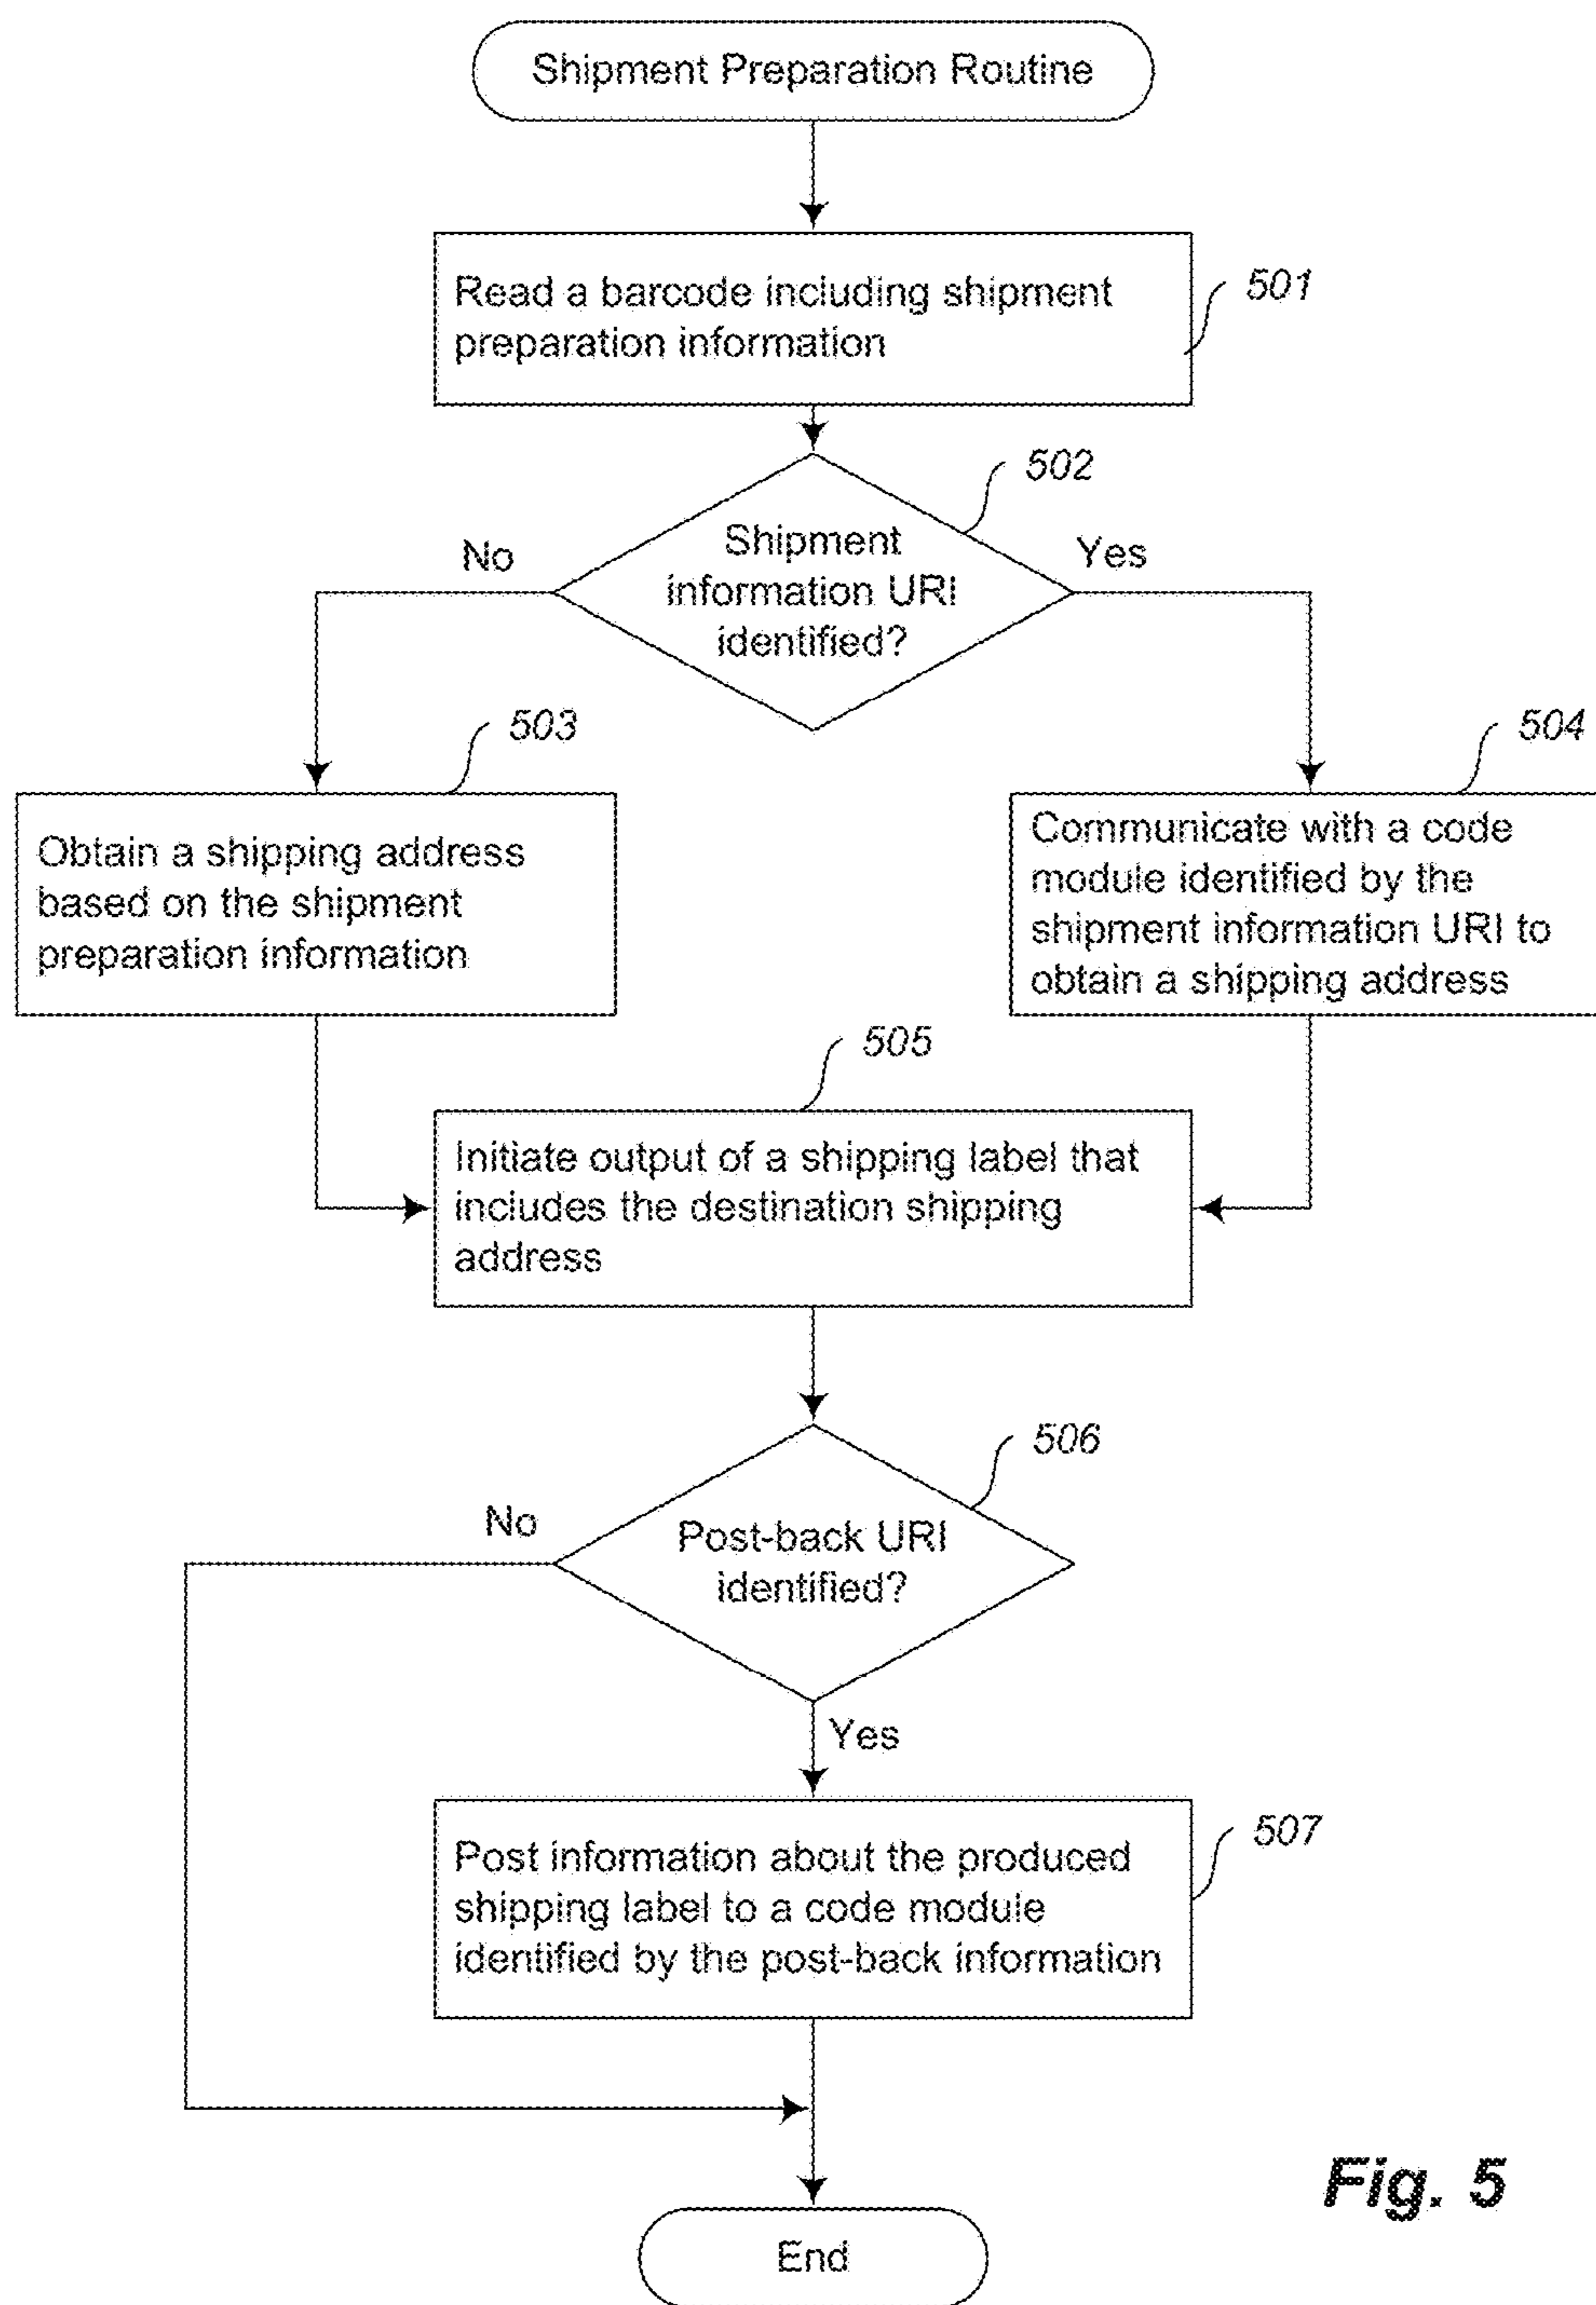 Shipment Preparation Routine
Read a barcode including shipment
preparation information
501
502
Shipment
information URI
identified?
No
Yes
503
504
Obtain a shipping address
based on the shipment
preparation information
Communicate with a code
module identified by the
shipment information URI to
obtain a shipping address
505
Initiate output of a shipping label that
includes the destination shipping
address
506
No
Post-back URI
identified?
Yes
507
Post information about the produced
shipping label to a code module
identified by the post-back information
Fig. 5
End